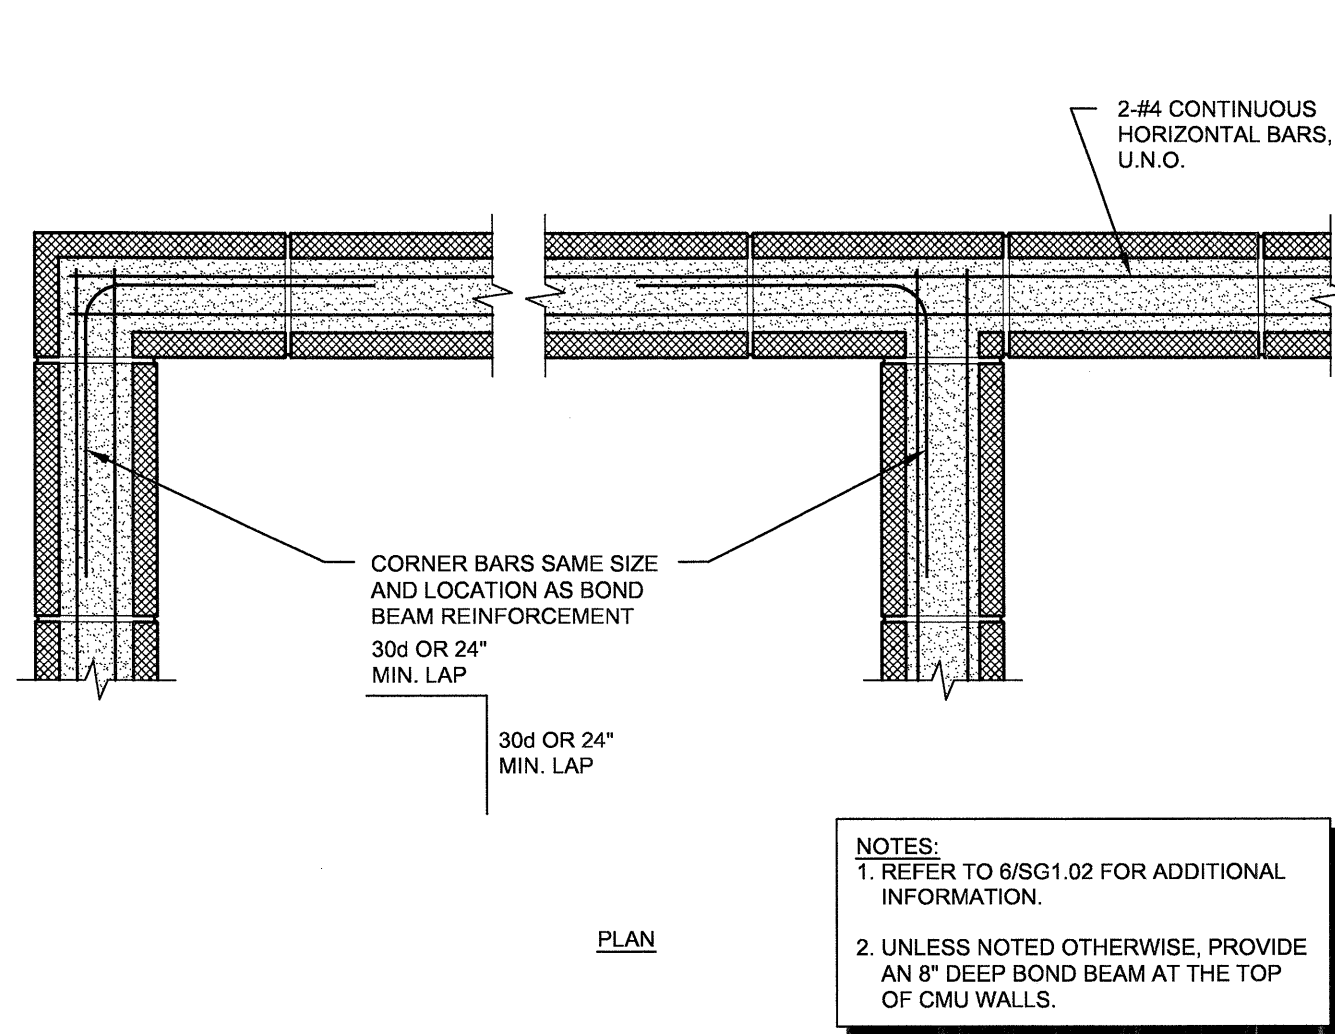 2-#4 CONTINUOUS
HORIZONTAL BARS,
U.N.O.
CORNER BARS SAME SIZE
AND LOCATION AS BOND
BEAM REINFORCEMENT
30d OR 24"
MIN. LAP
30d OR 24"
MIN. LAP
PLAN
NOTES:
1. REFER TO 6/SG1.02 FOR ADDITIONAL
INFORMATION.
2. UNLESS NOTED OTHERWISE, PROVIDE
AN 8" DEEP BOND BEAM AT THE TOP
OF CMU WALLS.